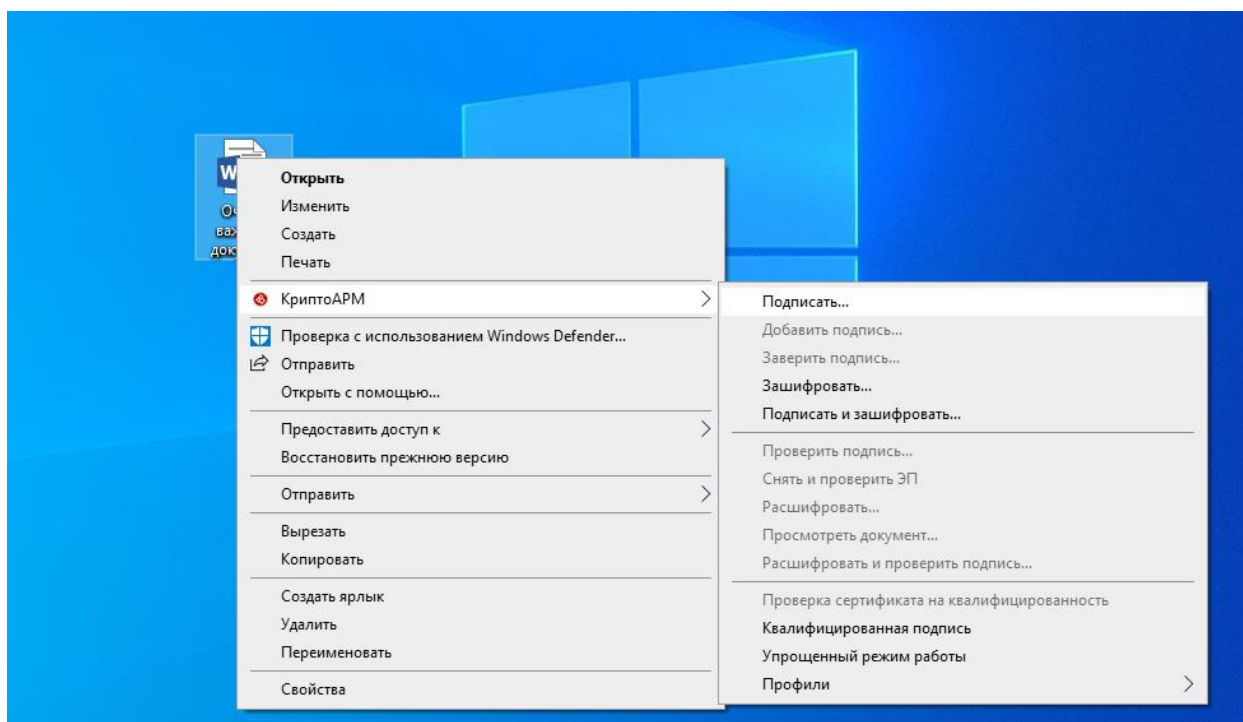 W
Открыть
Изменить
Создать
Печать
КриптоАРМ
Проверка с использованием Windows Defender...
Отправить
Открыть с помощью...
Предоставить доступ к
Восстановить прежнюю версию
Отправить
Вырезать
Копировать
Создать ярлык
Удалить
Переименовать
Свойства
Подписать...
Добавить подпись...
Заверить подпись...
Зашифровать...
Подписать и зашифровать...
Проверить подпись...
Снять и проверить ЭП
Расшифровать...
Просмотреть документ...
Расшифровать и проверить подпись...
Проверка сертификата на квалифицированность
Квалифицированная подпись
Упрощенный режим работы
Профили